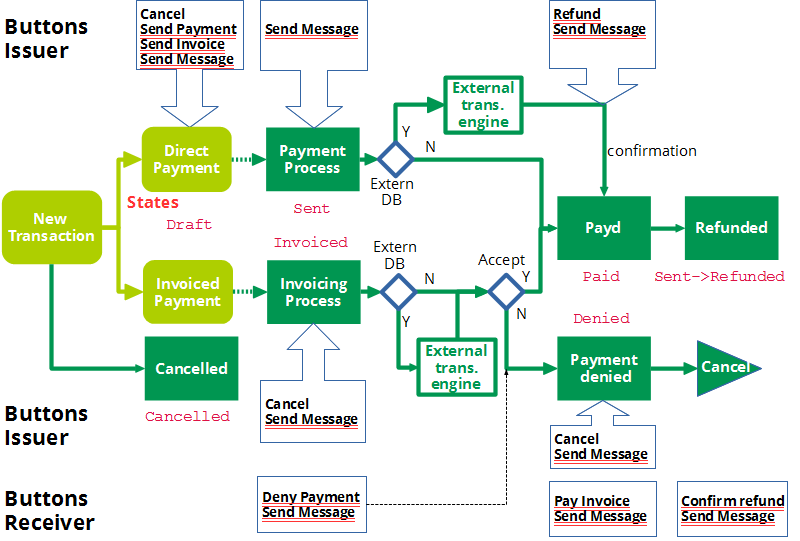 Buttons
Issuer
Cancel
Send Payment
Send Invoice
Send Message
Send Message
Refund
Send Message
External
trans.
engine
Direct
Payment
Payment
Process
Y
N
Extern
DB
confirmation
States
Draft
Sent
New
Transaction
Payd
Refunded
Invoiced
Extern
DB
Accept
Paid
Sent->Refunded
Invoiced
Payment
Invoicing
Process
N
Y
Y
N
Denied
Cancelled
External
trans.
engine
Payment
denied
Cancel
Cancelled
Buttons
Issuer
Cancel
Send Message
Cancel
Send Message
Buttons
Receiver
Deny Payment
Send Message
Pay Invoice
Send Message
Confirm refund
Send Message